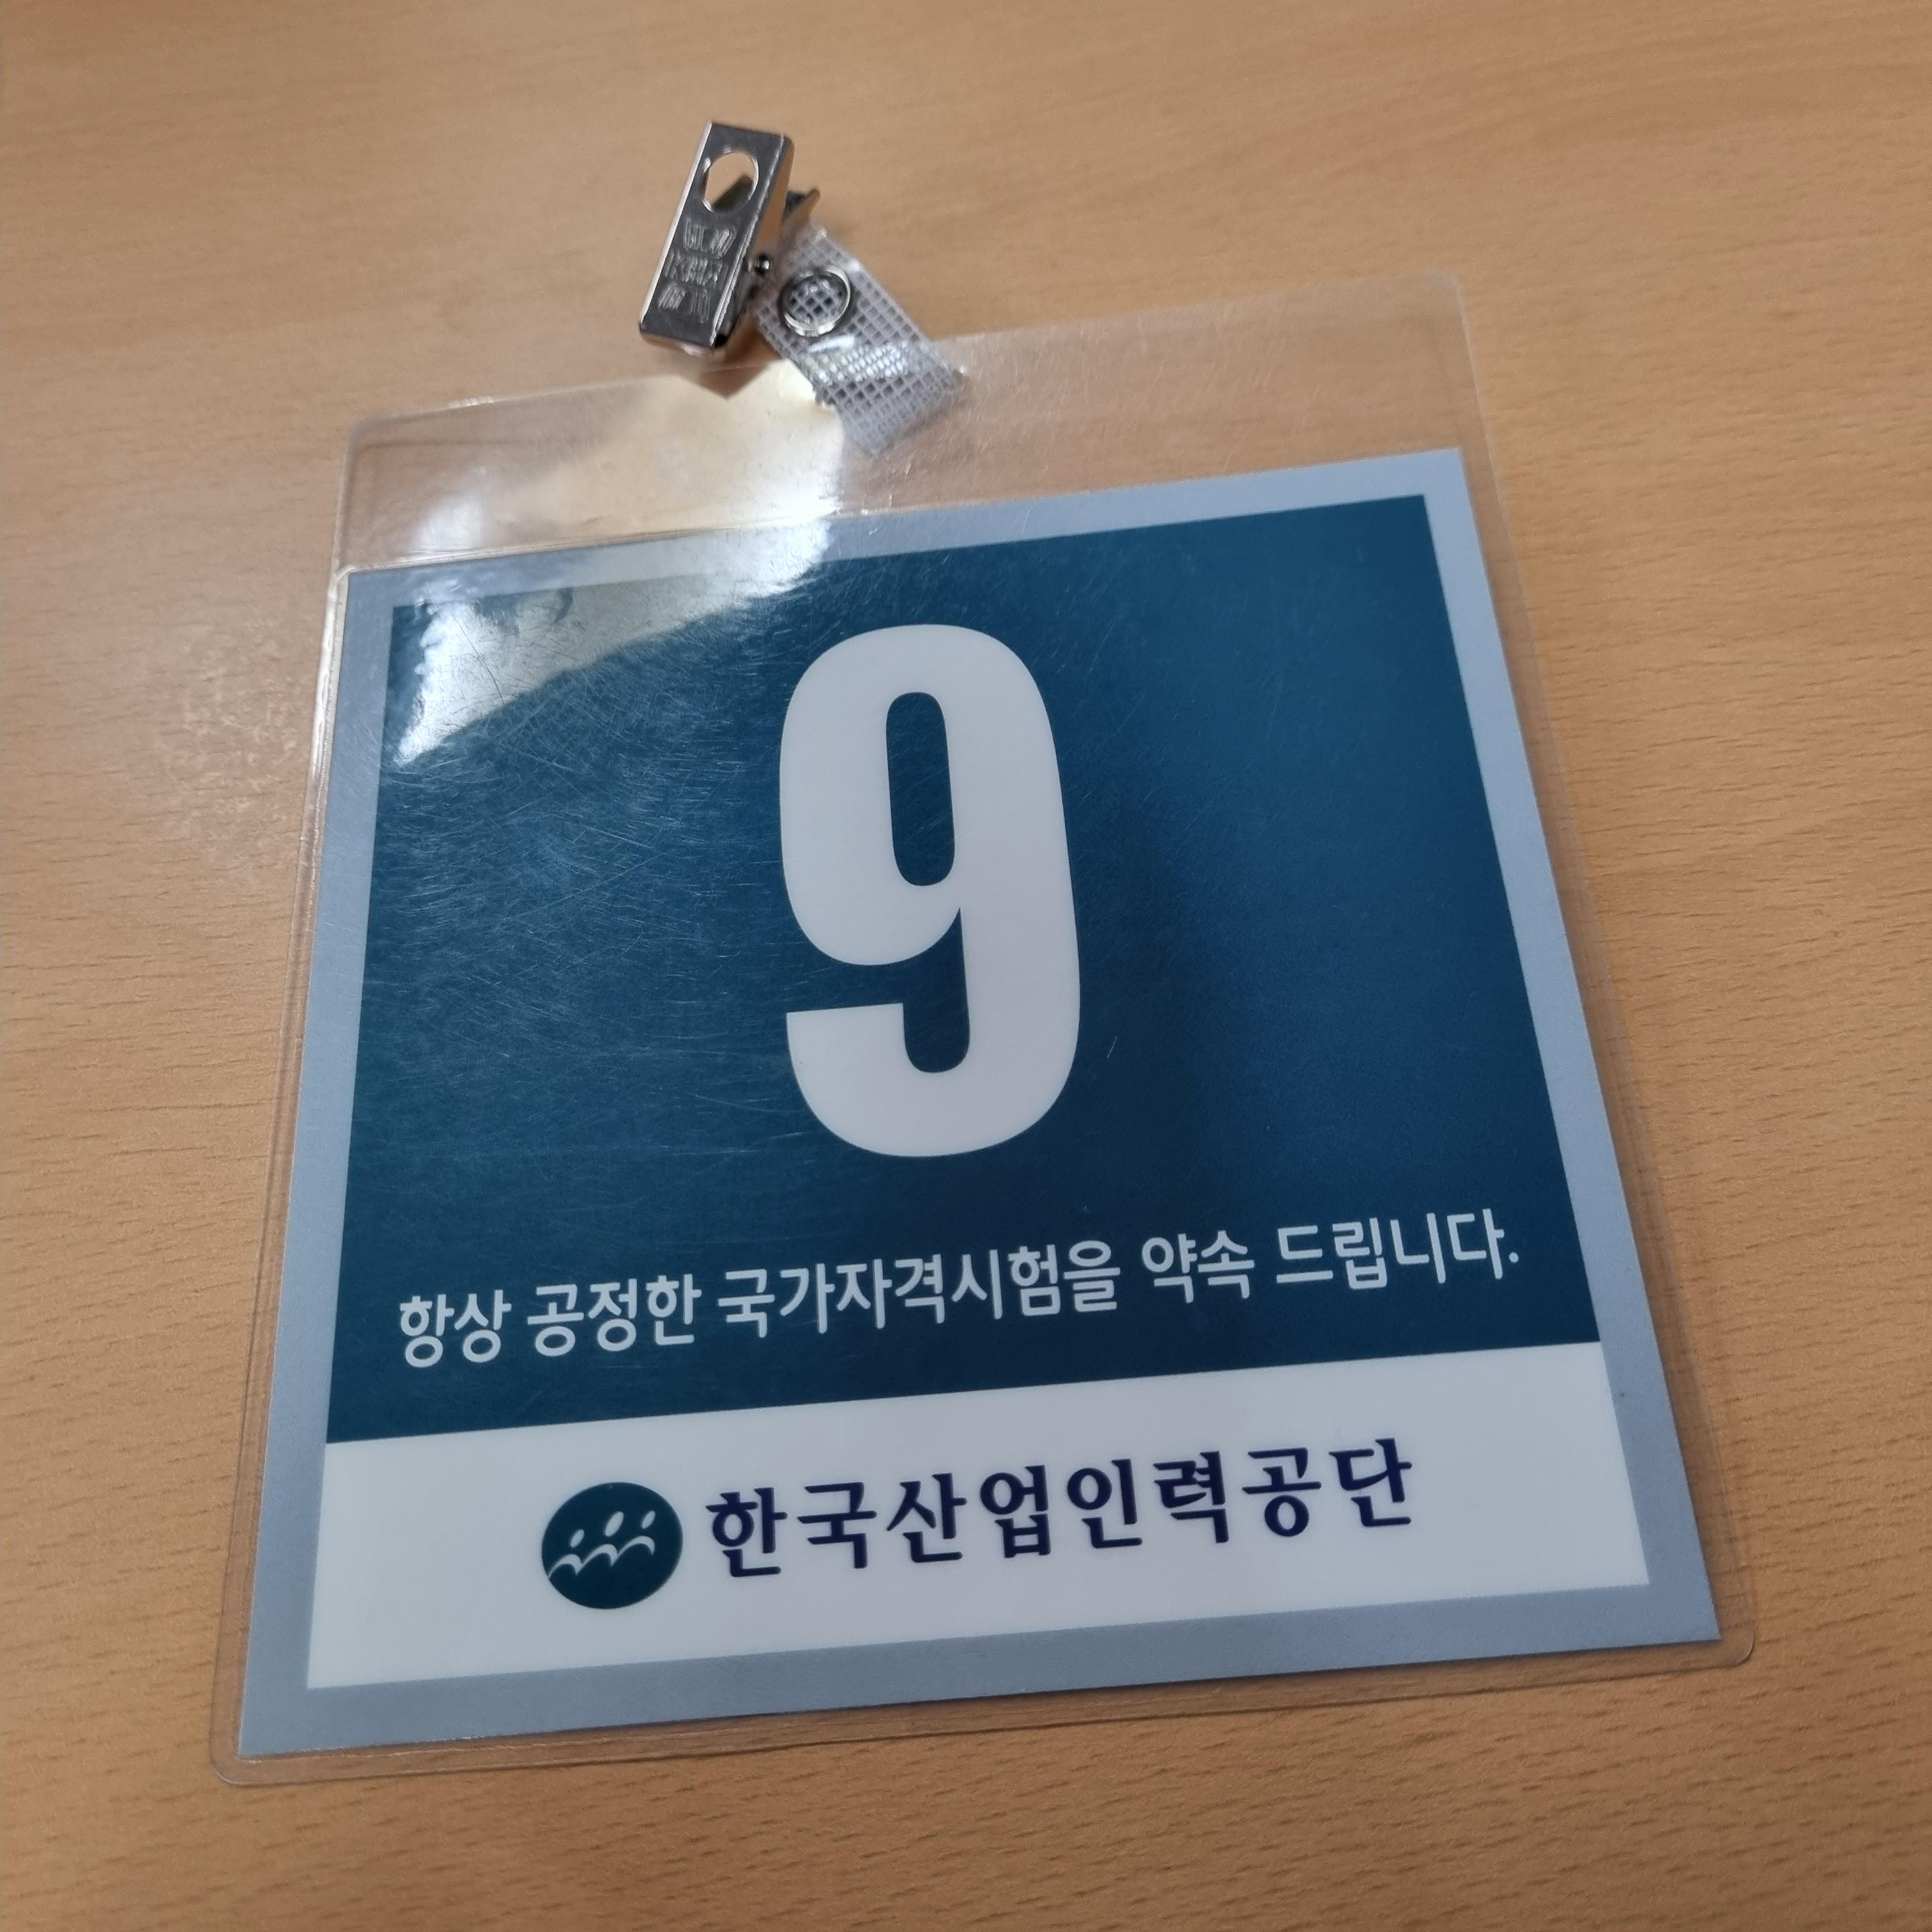 9
항상 공정한 국가자격시험을 약속 드립니다.
한국산업인력공단